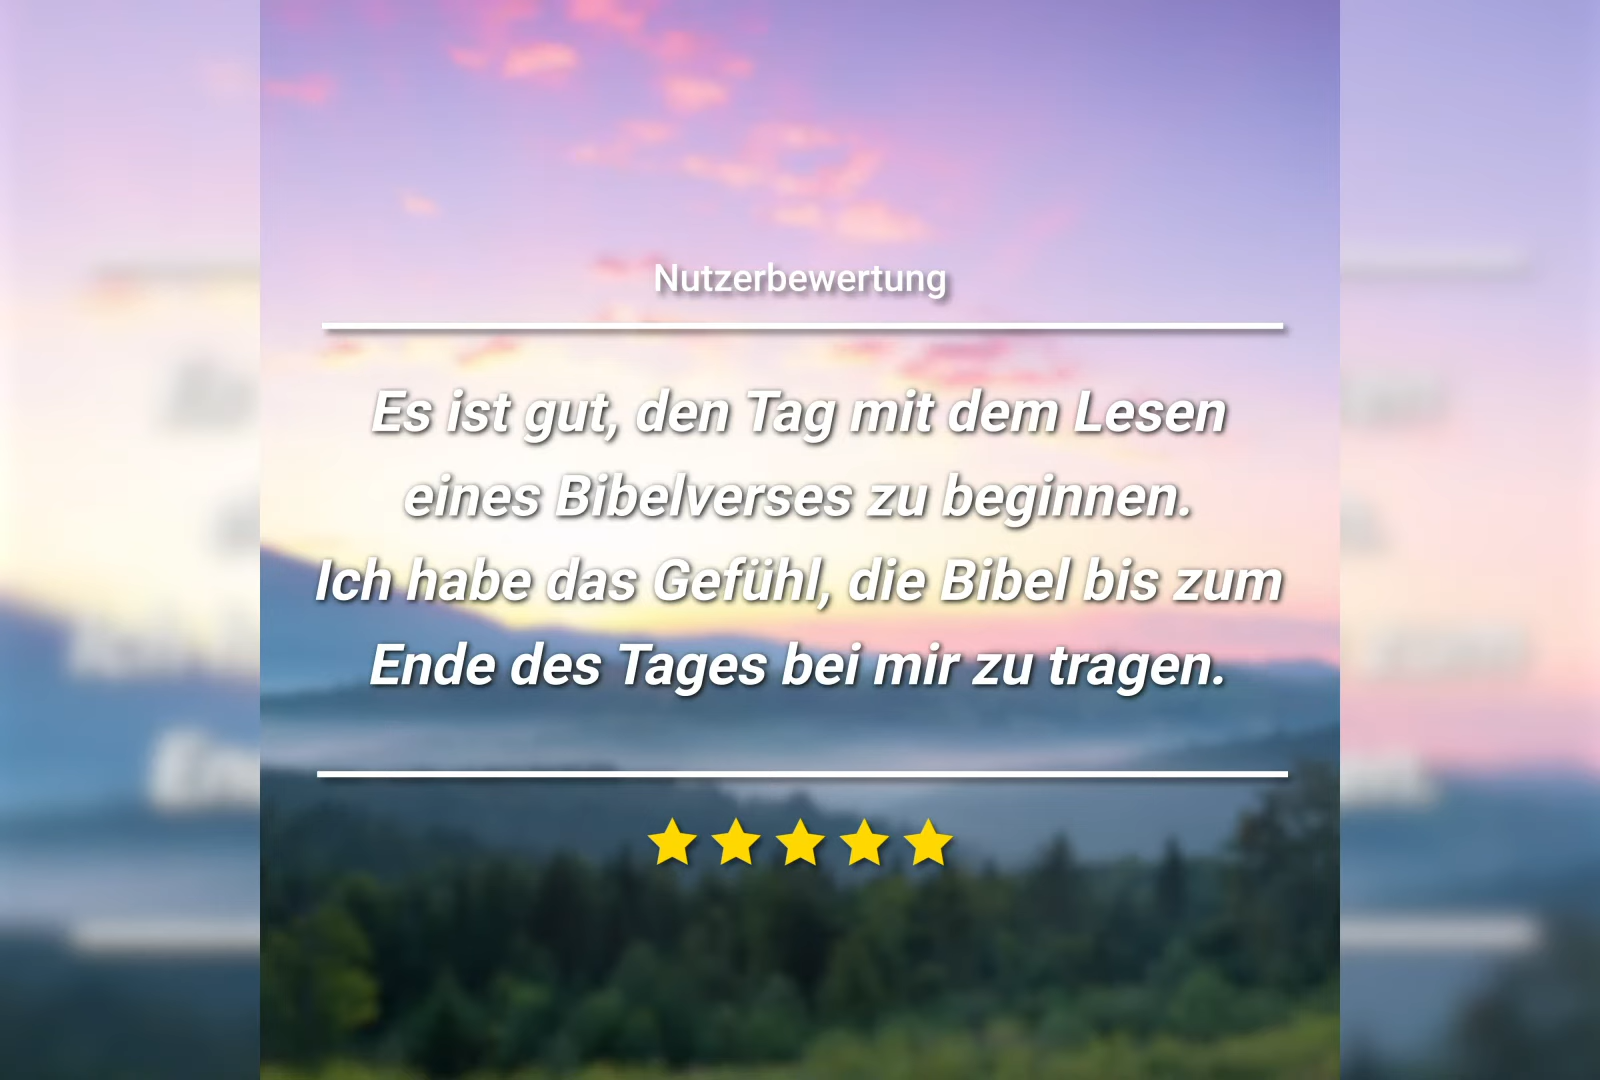 Nutzerbewertung
Es ist gut, den Tag mit dem Lesen
eines Bibelverses zu beginnen.
Ich habe das Gefühl, die Bibel bis zum
Ende des Tages bei mir zu tragen.